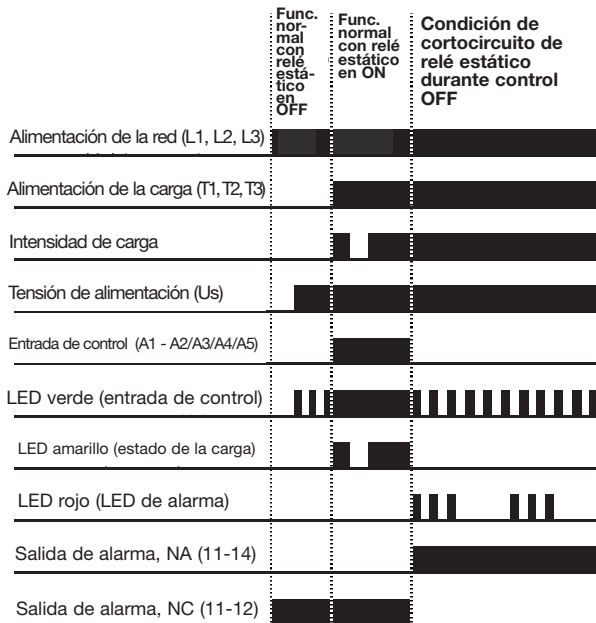 Func.
nor-
mal
con
relé
está-
tico
en
OFF
Func.
normal
con relé
estático
en ON
Condición de
cortocircuito de
relé estático
durante control
OFF
Alimentación de la red (L1, L2, L3)
Alimentación de la carga (T1, T2, T3)
Intensidad de carga
Tensión de alimentación (Us)
Entrada de control (A1 - A2/A3/A4/A5)
LED verde (entrada de control)
LED amarillo (estado de la carga)
LED rojo (LED de alarma)
Salida de alarma, NA (11-14)
Salida de alarma, NC (11-12)